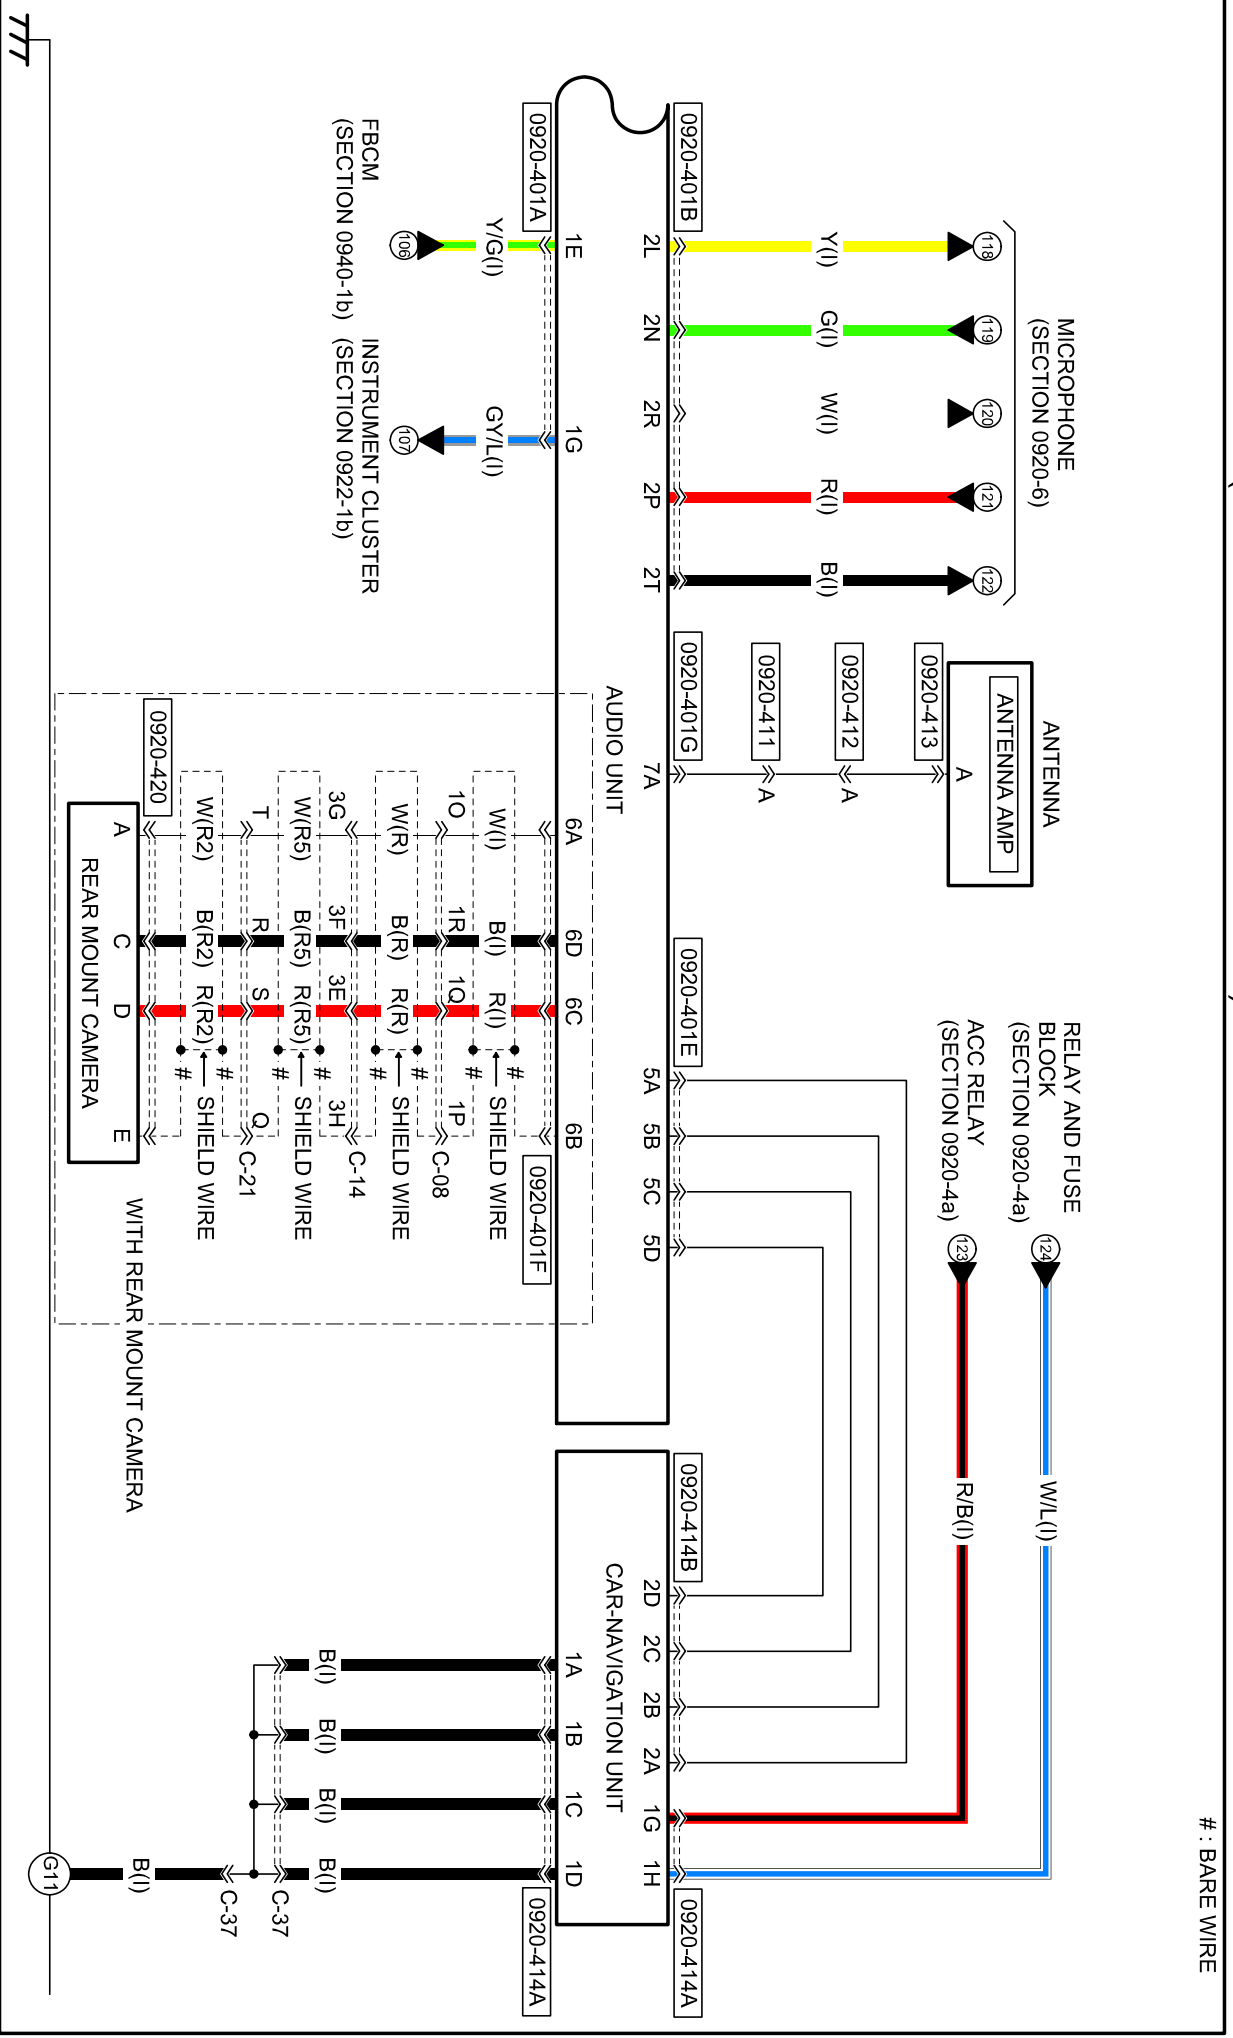 # : BARE WIRE
RELAY AND FUSE
BLOCK
(SECTION 0920-4a)
124
W/L(I)
ACC RELAY
(SECTION 0920-4a)
123
R/B(I)
MICROPHONE
(SECTION 0920-6)
118
119
120
121
122
Y(I)
G(I)
W(I)
R(I)
B(I)
ANTENNA
ANTENNA AMP
A
0920-413
0920-412
A
0920-411
A
0920-401B
0920-401G
0920-401E
0920-414B
0920-414A
2L
2N
2R
2P
2T
7A
5A
5B
5C
5D
2D
2C
2B
2A
1G
1H
AUDIO UNIT
CAR-NAVIGATION UNIT
1E
1G
6A
6D
6C
6B
1A
1B
1C
1D
0920-401A
0920-401F
0920-414A
Y/G(I)
GY/L(I)
W(I)
B(I)
R(I)
#
#
SHIELD WIRE
1O
1R
1Q
1P
C-08
W(R)
B(R)
R(R)
#
#
SHIELD WIRE
3G
3F
3E
3H
C-14
W(R5)
B(R5)
R(R5)
#
#
SHIELD WIRE
T
R
S
Q
C-21
W(R2)
B(R2)
R(R2)
#
#
SHIELD WIRE
0920-420
A
C
D
E
REAR MOUNT CAMERA
WITH REAR MOUNT CAMERA
106
107
FBCM
(SECTION 0940-1b)
INSTRUMENT CLUSTER
(SECTION 0922-1b)
B(I)
B(I)
B(I)
B(I)
C-37
C-37
B(I)
G11